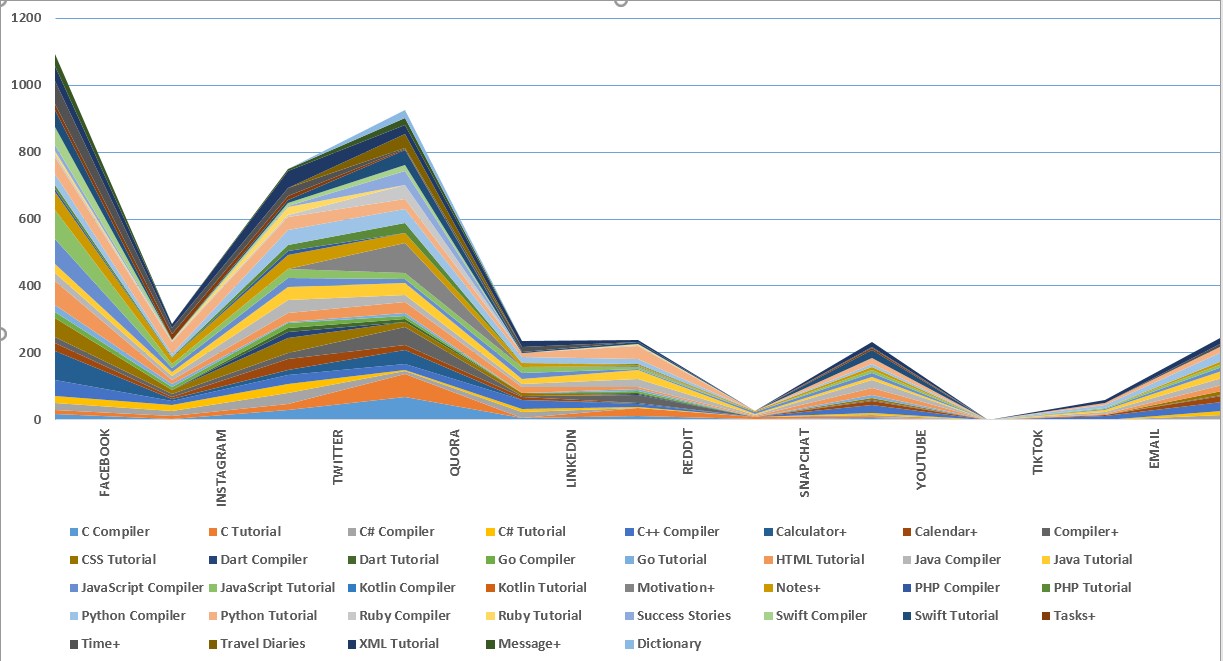 1200
1000
800
600
400
200
0
FACEBOOK
INSTAGRAM
TWITTER
QUORA
LINKEDIN
REDDIT
SNAPCHAT
YOUTUBE
TIKTOK
EMAIL
C Compiler C Tutorial C# Compiler C# Tutorial C++ Compiler Calculator+ Calendar+ Compiler+
CSS Tutorial Dart Compiler Dart Tutorial Go Compiler Go Tutorial HTML Tutorial Java Compiler Java Tutorial
JavaScript Compiler JavaScript Tutorial Kotlin Compiler Kotlin Tutorial Motivation+ Notes+ PHP Compiler PHP Tutorial
Python Compiler Python Tutorial Ruby Compiler Ruby Tutorial Success Stories Swift Compiler Swift Tutorial Tasks+
Time+ Travel Diaries XML Tutorial Message+ Dictionary